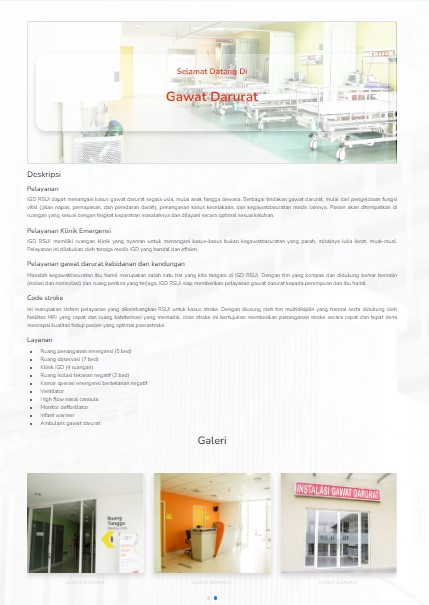 Selamat Datang Di
Gawat Darurat
Deskripsi
Pelayanan
IGD RSUI dapat menangani kasus gawat darurat segala usia, mulai anak hingga dewasa. Berbagai tindakan gawat darurat, mulai dari pengelolaan fungsi
vital (jalan napas, pernapasan, dan peredaran darah), penanganan kasus kecelakaan, dan kegawatdaruratan medis lainnya. Pasien akan ditempatkan di
ruangan yang sesuai dengan tingkat keparahan masalahnya dan dilayani secara optimal sesuai keluhan.
Pelayanan Klinik Emergensi
IGD RSUI memiliki ruangan klinik yang nyaman untuk menangani kasus-kasus bukan kegawatdaruratan yang parah, misalnya luka lecet, mual-mual.
Pelayanan ini dilakukan oleh tenaga medis IGD yang handal dan efisien.
Pelayanan gawat darurat kebidanan dan kandungan
Masalah kegawatdaruratan ibu hamil merupakan salah satu hal yang kita tangani di IGD RSUI. Dengan tim yang kompak dan didukung kamar bersalin
(isolasi dan nonisolasi) dan ruang periksa yang terjaga, IGD RSUI siap memberikan pelayanan gawat darurat kepada perempuan dan ibu hamil.
Code stroke
Ini merupakan sistem pelayanan yang dikembangkan RSUI untuk kasus stroke. Dengan diusung oleh tim multidisiplin yang handal serta didukung oleh
fasilitas MRI yang cepat dan ruang kateterisasi yang memadai, code stroke ini bertujuan memberikan penanganan stroke secara cepat dan tepat demi
mencapai kualitas hidup pasien yang optimal pascastroke.
Layanan
Ruang penanganan emergensi (5 bed)
Ruang observasi (7 bed)
Klinik IGD (4 ruangan)
Ruang isolasi tekanan negatif (3 bed)
Kamar operasi emergensi bertekanan negatif
Ventilator
High flow nasal cannule
Monitor defibrillator
Infant warmer
Ambulans gawat darurat
Galeri
Ruang
Tunggu
INSTALASI GAWAT DARURAT
GAWAT DARURAT
GAWAT DARURAT
GAWAT DARURAT